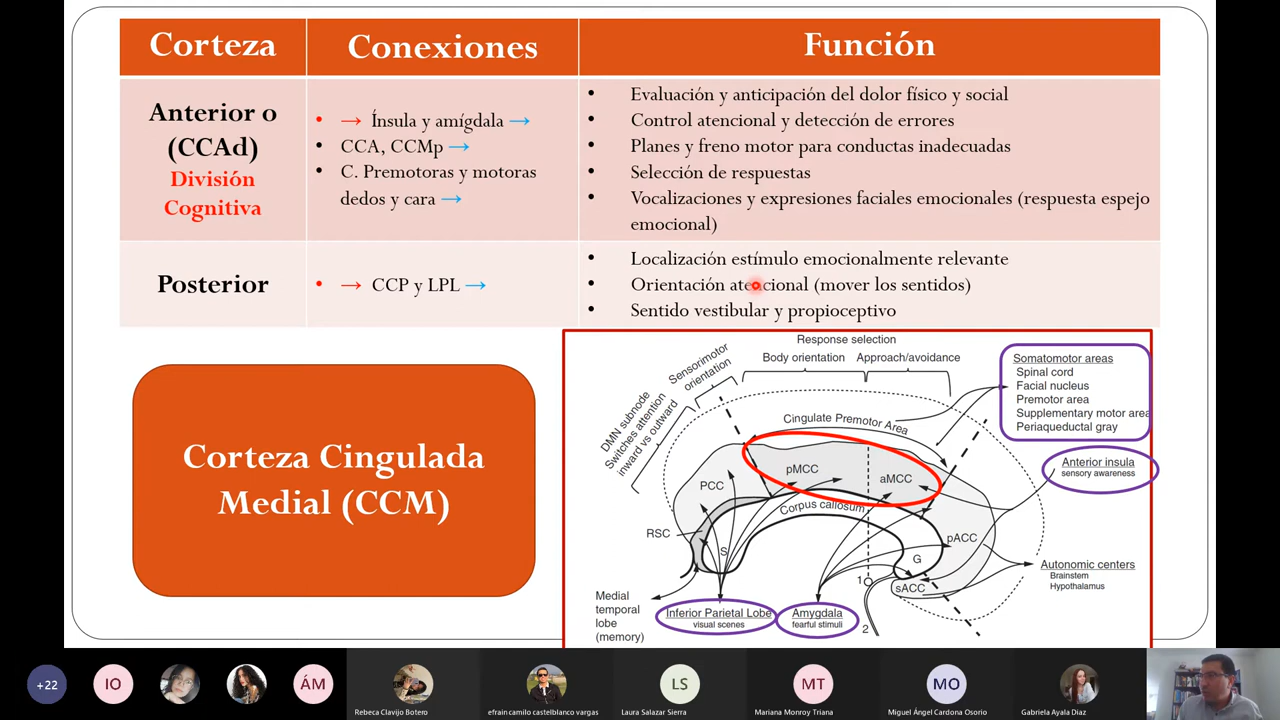 Corteza
Conexiones
Función
Anterior o
(CCAd)
División
Cognitiva
• → Ínsula y amígdala →
• CCA, CCMp →
• C. Premotoras y motoras
dedos y cara →
• Evaluación y anticipación del dolor físico y social
• Control atencional y detección de errores
• Planes y freno motor para conductas inadecuadas
• Selección de respuestas
• Vocalizaciones y expresiones faciales emocionales (respuesta espejo
emocional)
Posterior
• → CCP y LPL →
• Localización estímulo emocionalmente relevante
• Orientación atencional (mover los sentidos)
• Sentido vestibular y propioceptivo
Corteza Cingulada
Medial (CCM)
Response selection
Body orientation
Approach/avoidance
Sensorimotor
orientation
DMN subnode
Switches attention
inward vs outward
Cingulate Premotor Area
Somatomotor areas
Spinal cord
Facial nucleus
Premotor area
Supplementary motor area
Periaqueductal gray
Anterior insula
sensory awareness
pMCC
aMCC
PCC
Corpus callosum
RSC
S
pACC
G
sACC
1
2
Autonomic centers
Brainstem
Hypothalamus
Medial
temporal
lobe
(memory)
Inferior Parietal Lobe
visual scenes
Amygdala
fearful stimuli
+22
IO
ÁM
LS
MT
MO
Rebeca Clavijo Botero
efrain camilo castelblanco vargas
Laura Salazar Sierra
Mariana Monroy Triana
Miguel Ángel Cardona Osorio
Gabriela Ayala Diaz